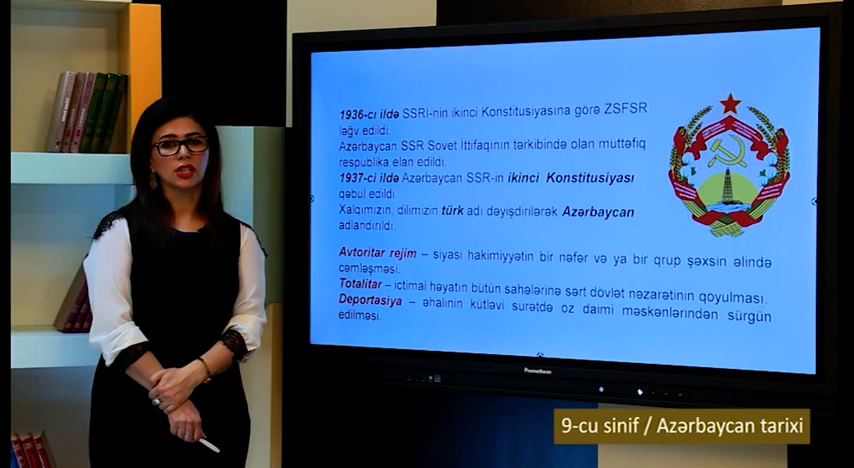 1936-cı ildə SSRI-nin ikinci Konstitusiyasına görə ZSFSR
ləğv edildi.
Azərbaycan SSR Sovet İttifaqının tərkibində olan müttəfiq
respublika elan edildi.
1937-ci ildə Azərbaycan SSR-in ikinci Konstitusiyası
qəbul edildi.
Xalqımızın, dilimizin türk adı dəyişdirilərək Azərbaycan
adlandırıldı.
Avtoritar rejim – siyasi hakimiyyətin bir nəfər və ya bir qrup şəxsin əlində
cəmləşməsi.
Totalitar – ictimai həyatın bütün sahələrinə sərt dövlət nəzarətinin qoyulması.
Deportasiya – əhalinin kütləvi surətdə öz daimi məskənlərindən sürgün
edilməsi.
Promethean
9-cu sinif / Azərbaycan tarixi